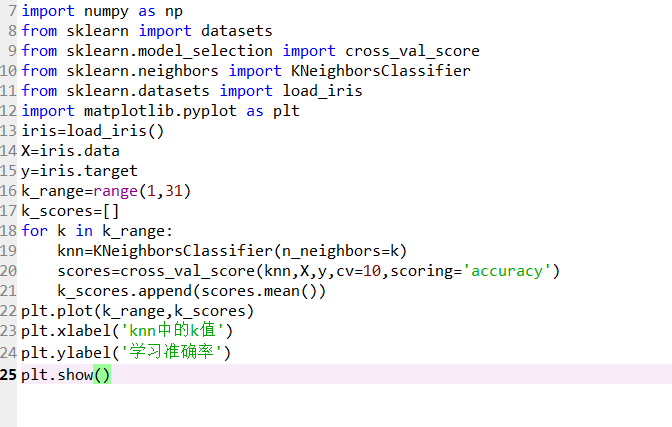 7 import numpy as np
8 from sklearn import datasets
9 from sklearn.model_selection import cross_val_score
10 from sklearn.neighbors import KNeighborsClassifier
11 from sklearn.datasets import load_iris
12 import matplotlib.pyplot as plt
13 iris=load_iris()
14 X=iris.data
15 y=iris.target
16 k_range=range(1,31)
17 k_scores=[]
18 for k in k_range:
19     knn=KNeighborsClassifier(n_neighbors=k)
20     scores=cross_val_score(knn,X,y,cv=10,scoring='accuracy')
21     k_scores.append(scores.mean())
22 plt.plot(k_range,k_scores)
23 plt.xlabel('knn中的k值')
24 plt.ylabel('学习准确率')
25 plt.show()